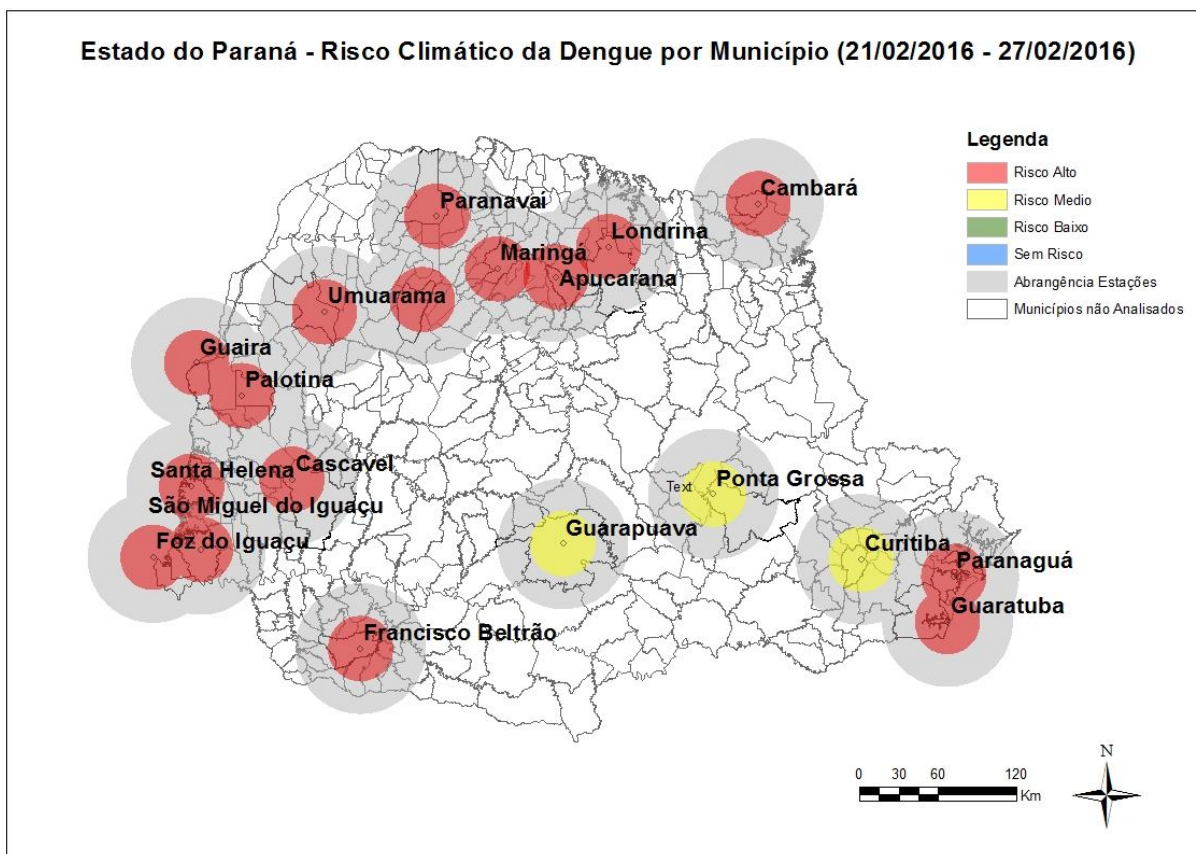 Estado do Paraná - Risco Climático da Dengue por Município (21/02/2016 - 27/02/2016)
Legenda
Risco Alto
Risco Medio
Risco Baixo
Sem Risco
Abrangência Estações
Municípios não Analisados
Cambará
Paranavaí
Londrina
Maringá
Apucarana
Umuarama
Guaira
Palotina
Santa Helena
Cascavel
São Miguel do Iguaçu
Foz do Iguaçu
Text
Ponta Grossa
Guarapuava
Curitiba
Paranaguá
Guaratuba
Francisco Beltrão
N
0 30 60 120
Km